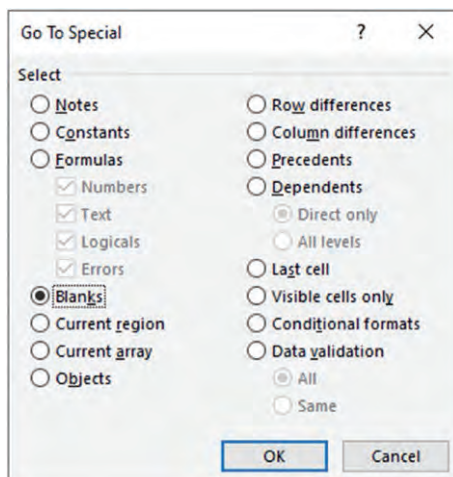 Go To Special
Select
Notes
Constants
Formulas
Numbers
Text
Logicals
Errors
Blanks
Current region
Current array
Objects
Row differences
Column differences
Precedents
Dependents
Direct only
All levels
Last cell
Visible cells only
Conditional formats
Data validation
All
Same
OK
Cancel